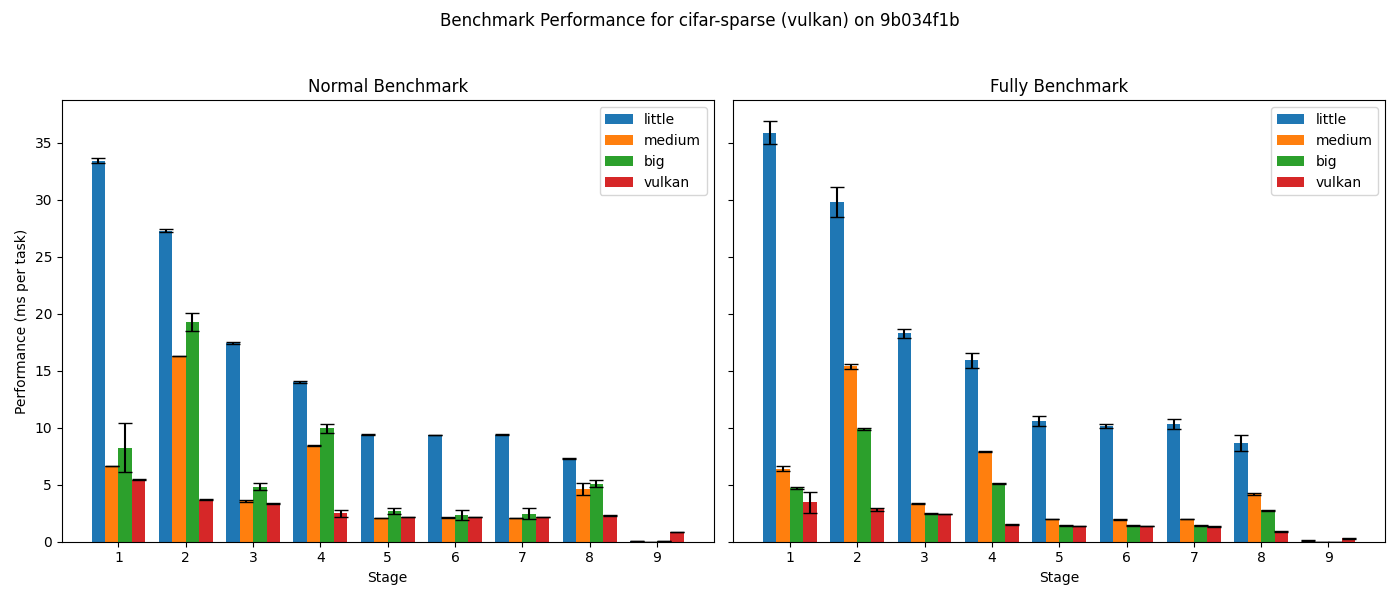 Benchmark Performance for cifar-sparse (vulkan) on 9b034f1b
Normal Benchmark
Performance (ms per task)
35
30
25
20
15
10
5
0
little
medium
big
vulkan
1 2 3 4 5 6 7 8 9
Stage
Fully Benchmark
little
medium
big
vulkan
1 2 3 4 5 6 7 8 9
Stage